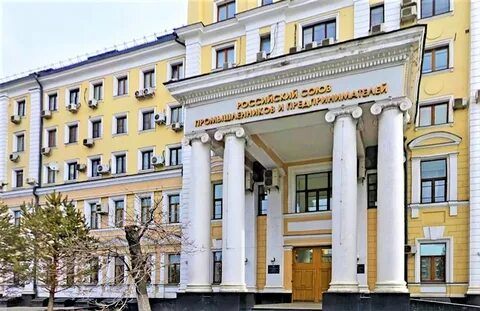 РОССИЙСКИЙ СОЮЗ
ПРОМЫШЛЕННИКОВ И ПРЕДПРИНИМАТЕЛЕЙ